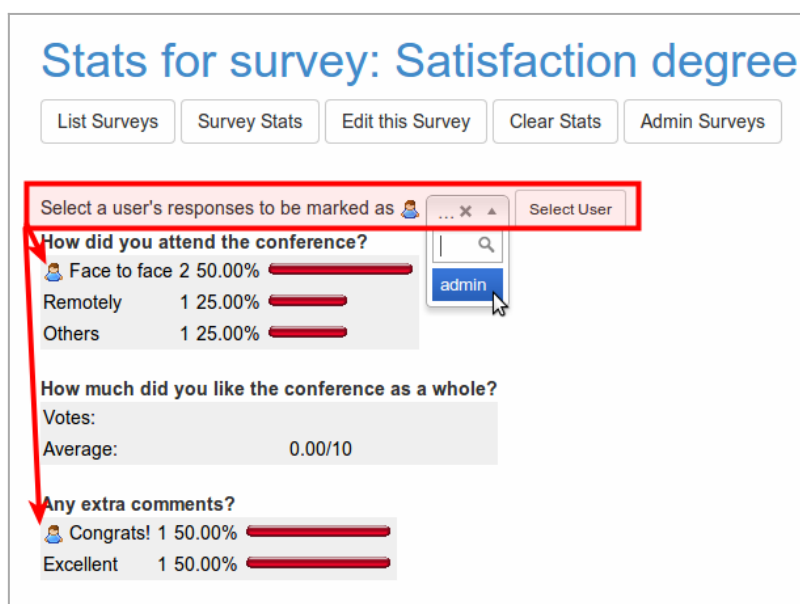 Stats for survey: Satisfaction degree
List Surveys Survey Stats Edit this Survey Clear Stats Admin Surveys
Select a user's responses to be marked as ... Select User
How did you attend the conference?
Face to face 2 50.00%
admin
Remotely 1 25.00%
Others 1 25.00%
How much did you like the conference as a whole?
Votes:
Average: 0.00/10
Any extra comments?
Congrats! 1 50.00%
Excellent 1 50.00%